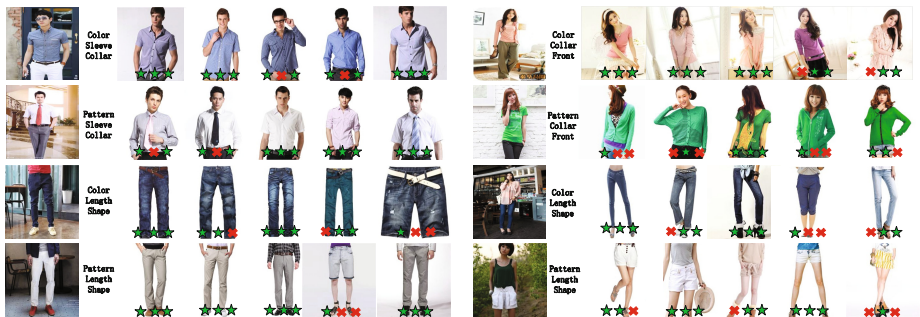 Color
Sleeve
Collar
Pattern
Sleeve
Collar
Color
Length
Shape
Pattern
Length
Shape
Color
Collar
Front
Pattern
Collar
Front
Color
Length
Shape
Pattern
Length
Shape